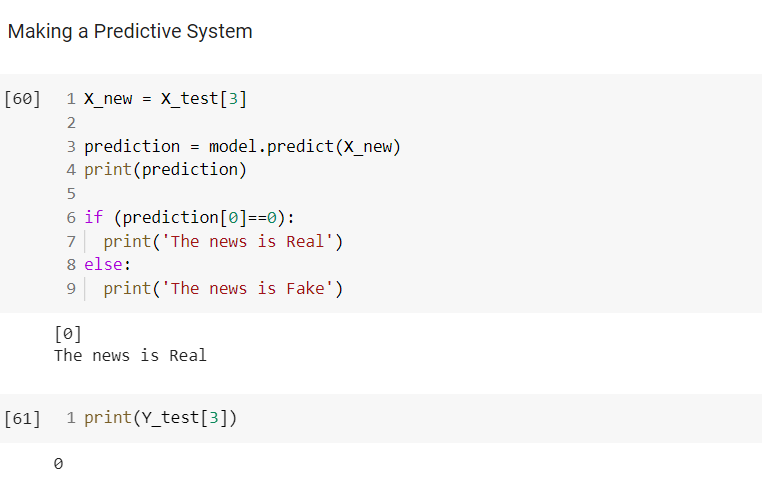 Making a Predictive System
[60] 1 X_new = X_test[3]
2
3 prediction = model.predict(X_new)
4 print(prediction)
5
6 if (prediction[0]==0):
7 print('The news is Real')
8 else:
9 print('The news is Fake')
[0]
The news is Real
[61] 1 print(Y_test[3])
0